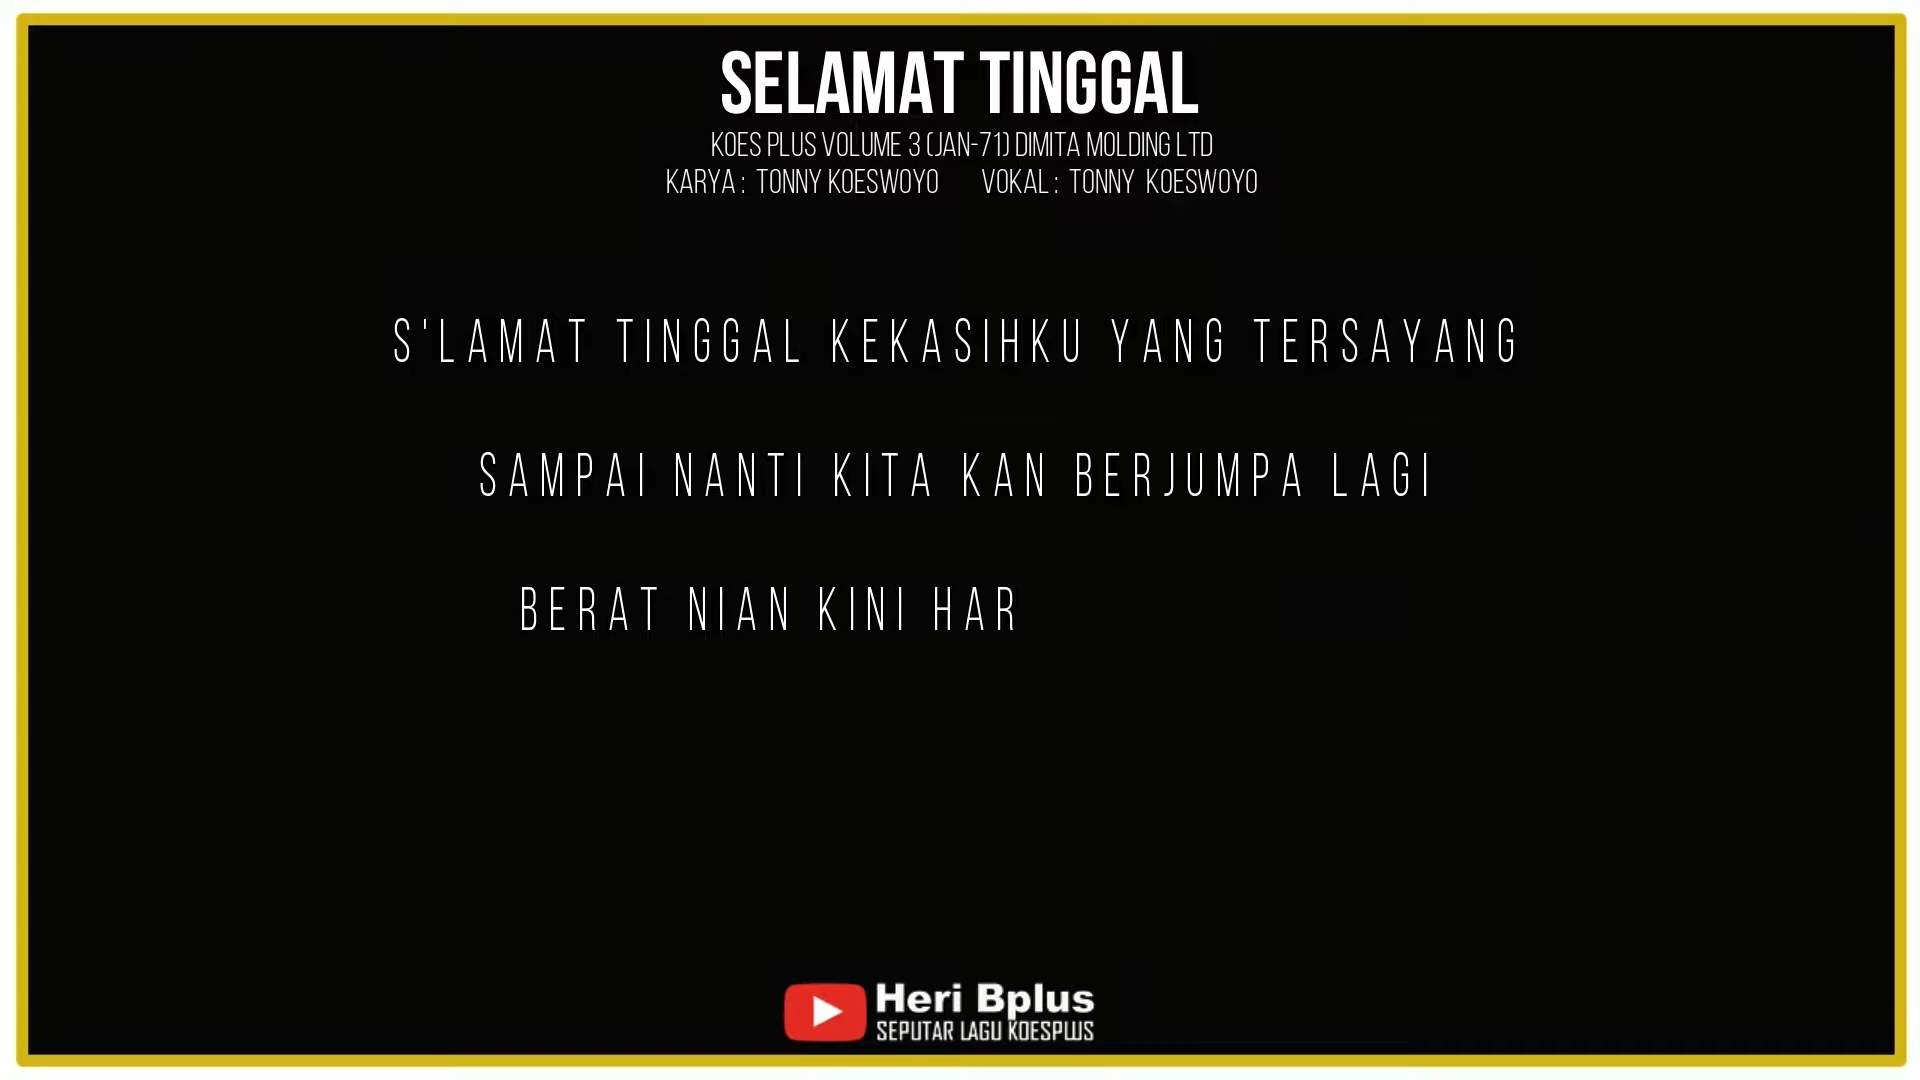 SELAMAT TINGGAL
KOES PLUS VOLUME 3 (JAN-71) DIMITA MOLDING LTD
KARYA : TONNY KOESWOYO VOKAL : TONNY KOESWOYO
S'LAMAT TINGGAL KEKASIHKU YANG TERSAYANG
SAMPAI NANTI KITA KAN BERJUMPA LAGI
BERAT NIAN KINI HAR
Heri Bplus
SEPUTAR LAGU KOESPLUS